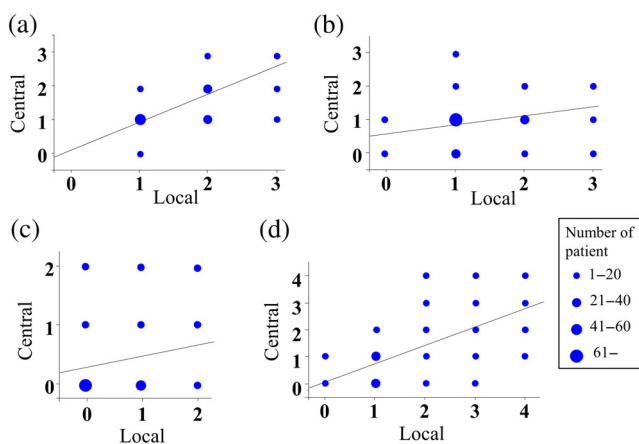 (a)
3
2
1
0
Central
0 1 2 3
Local
(b)
3
2
1
0
Central
0 1 2 3
Local
(c)
2
1
0
Central
0 1 2
Local
(d)
4
3
2
1
0
Central
0 1 2 3 4
Local
Number of
patient
1–20
21–40
41–60
61–